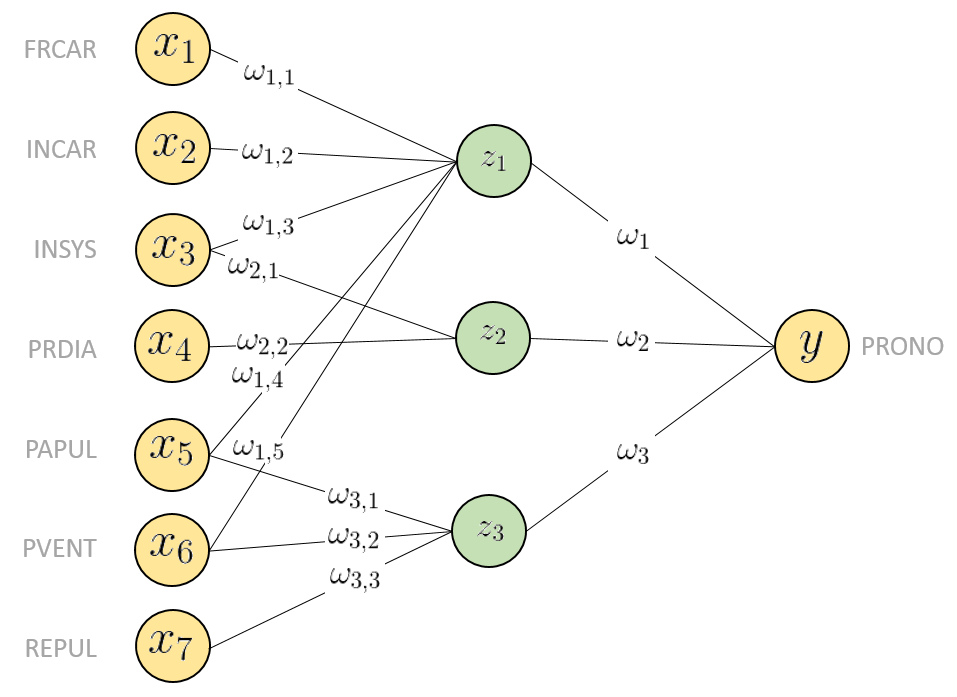 FRCAR
x₁
ω₁,₁
INCAR
x₂
ω₁,₂
z₁
INSYS
x₃
ω₁,₃
ω₂,₁
ω₁
PRDIA
x₄
ω₂,₂
z₂
ω₂
y
PRONO
ω₁,₄
PAPUL
x₅
ω₁,₅
ω₃
ω₃,₁
PVENT
x₆
ω₃,₂
z₃
ω₃,₃
REPUL
x₇